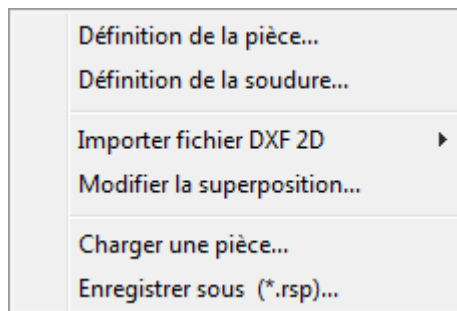 Définition de la pièce...
Définition de la soudure...
Importer fichier DXF 2D
Modifier la superposition...
Charger une pièce...
Enregistrer sous  (*.rsp)...